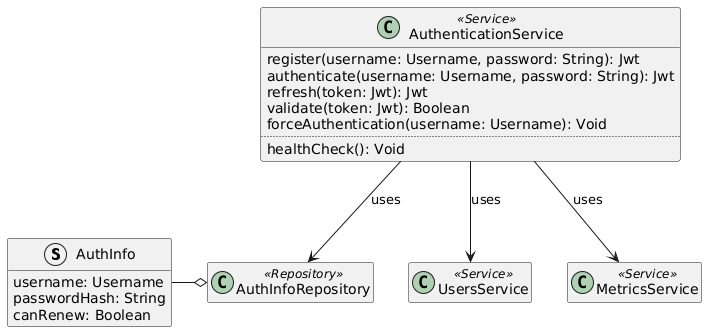 «Service»
C AuthenticationService
register(username: Username, password: String): Jwt
authenticate(username: Username, password: String): Jwt
refresh(token: Jwt): Jwt
validate(token: Jwt): Boolean
forceAuthentication(username: Username): Void
healthCheck(): Void
uses
uses
uses
S AuthInfo
username: Username
passwordHash: String
canRenew: Boolean
«Repository»
C AuthInfoRepository
«Service»
C UsersService
«Service»
C MetricsService